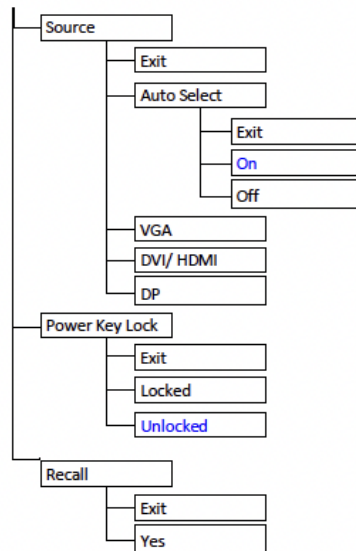 Source
Exit
Auto Select
Exit
On
Off
VGA
DVI/ HDMI
DP
Power Key Lock
Exit
Locked
Unlocked
Recall
Exit
Yes